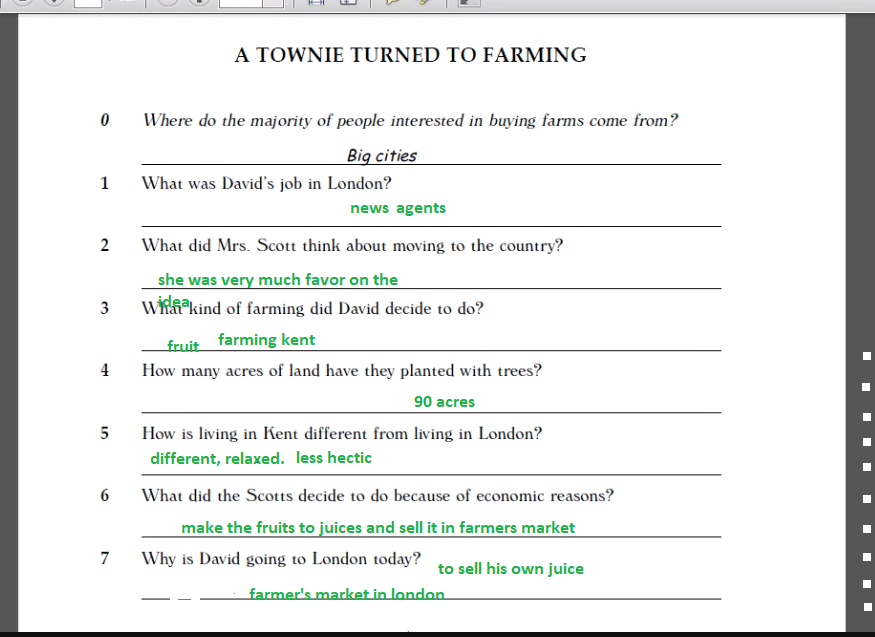 A TOWNIE TURNED TO FARMING
0 Where do the majority of people interested in buying farms come from?
Big cities
1 What was David's job in London?
news agents
2 What did Mrs. Scott think about moving to the country?
she was very much favor on the
idea
3 What kind of farming did David decide to do?
fruit farming kent
4 How many acres of land have they planted with trees?
90 acres
5 How is living in Kent different from living in London?
different, relaxed. less hectic
6 What did the Scotts decide to do because of economic reasons?
make the fruits to juices and sell it in farmers market
7 Why is David going to London today?
to sell his own juice
farmer's market in london